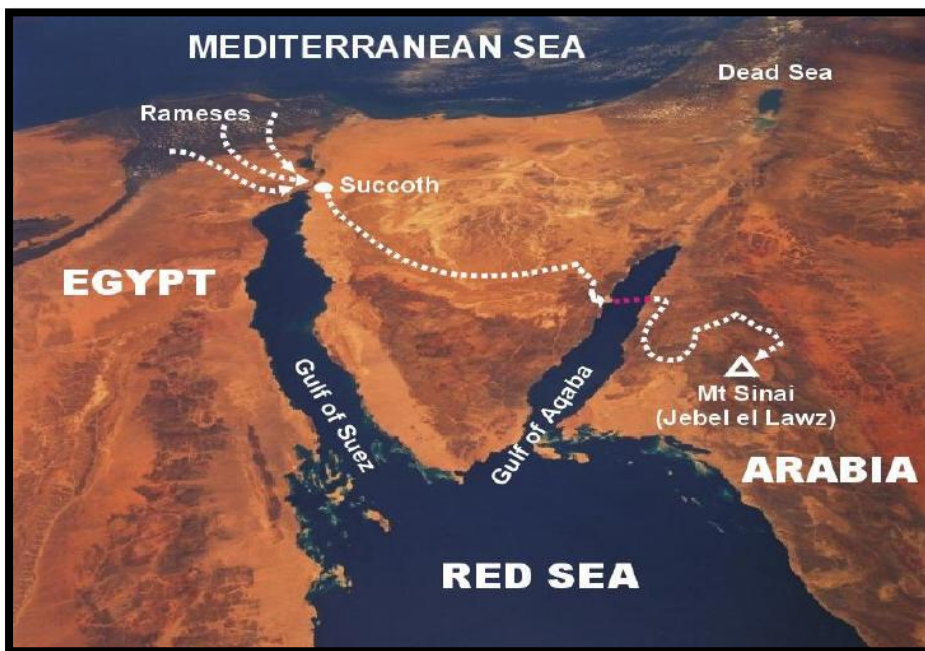 MEDITERRANEAN SEA
Dead Sea
Rameses
Succoth
EGYPT
Gulf of Suez
Gulf of Aqaba
Mt Sinai
(Jebel el Lawz)
ARABIA
RED SEA